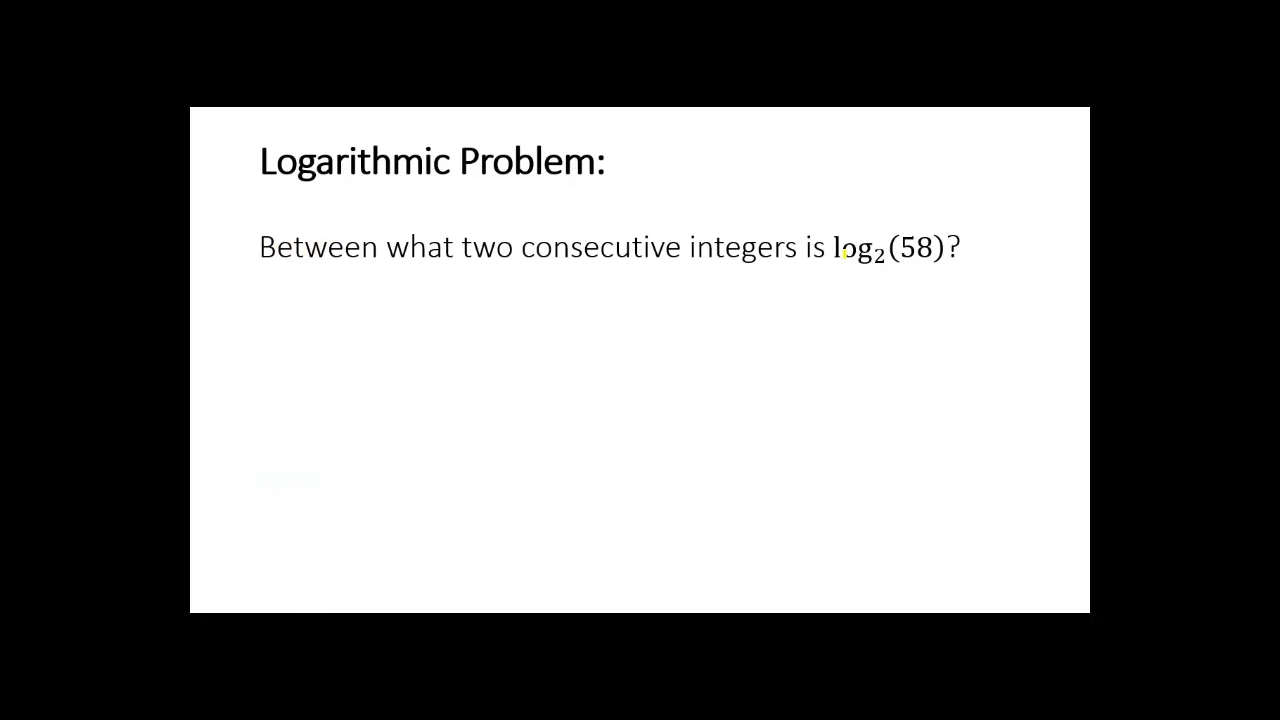 Logarithmic Problem:
Between what two consecutive integers is log₂(58)?